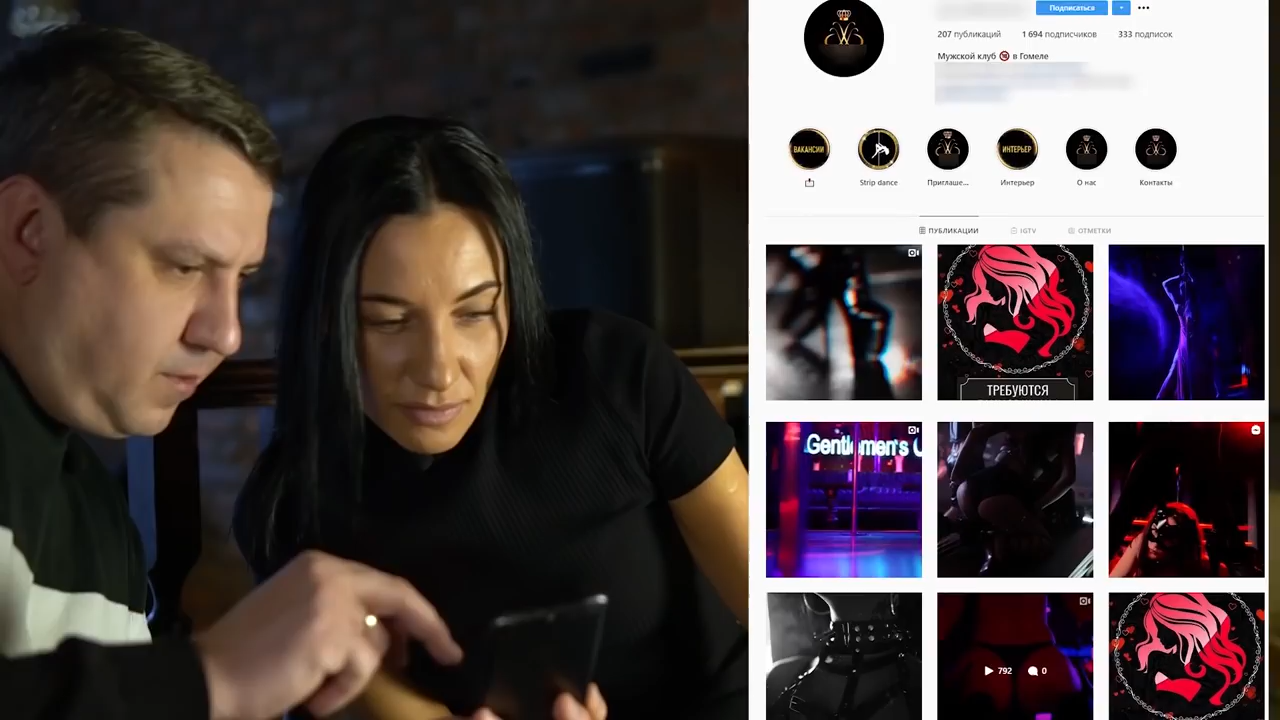 Подписаться
207 публикаций 1 694 подписчиков 333 подписок
Мужской клуб 🔞 в Гомеле
ВАКАНСИИ
ИНТЕРЬЕР
Strip dance Приглаше... Интерьер О нас Контакты
ПУБЛИКАЦИИ IGTV ОТМЕТКИ
ТРЕБУЮТСЯ
Gentlemen's
792 0